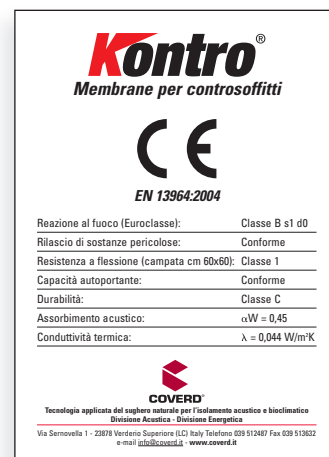 Kontro®
Membrane per controsoffitti
CE
EN 13964:2004
Reazione al fuoco (Euroclasse): Classe B s1 d0
Rilascio di sostanze pericolose: Conforme
Resistenza a flessione (campata cm 60x60): Classe 1
Capacità autoportante: Conforme
Durabilità: Classe C
Assorbimento acustico: αW = 0,45
Conduttività termica: λ = 0,044 W/m²K
COVERD®
Tecnologia applicata del sughero naturale per l'isolamento acustico e bioclimatico
Divisione Acustica - Divisione Energetica
Via Sernovella 1 - 23878 Verderio Superiore (LC) Italy Telefono 039 512487 Fax 039 513632
e-mail info@coverd.it - www.coverd.it